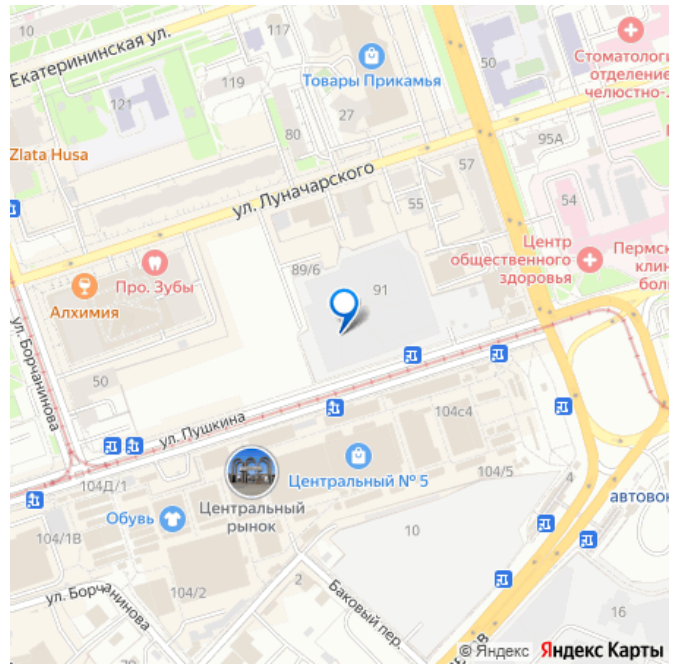 Екатерининская ул.
117
Товары Прикамья
50
Стоматологи
отделение
челюстно-л
119
121
27
80
95А
Zlata Husa
57
ул. Луначарского
55
54
Центр
общественного
здоровья
Пермск
клин
бол
89/6
91
Про. Зубы
Алхимия
ул. Борчанинова
50
ул. Пушкина
104с4
Центральный № 5
104/5
4
104Д/1
Центральный
рынок
Обувь
автовок
104/1В
10
2
104/2
ул. Борчанинова
Баковый пер.
16
79
© Яндекс Яндекс Карты